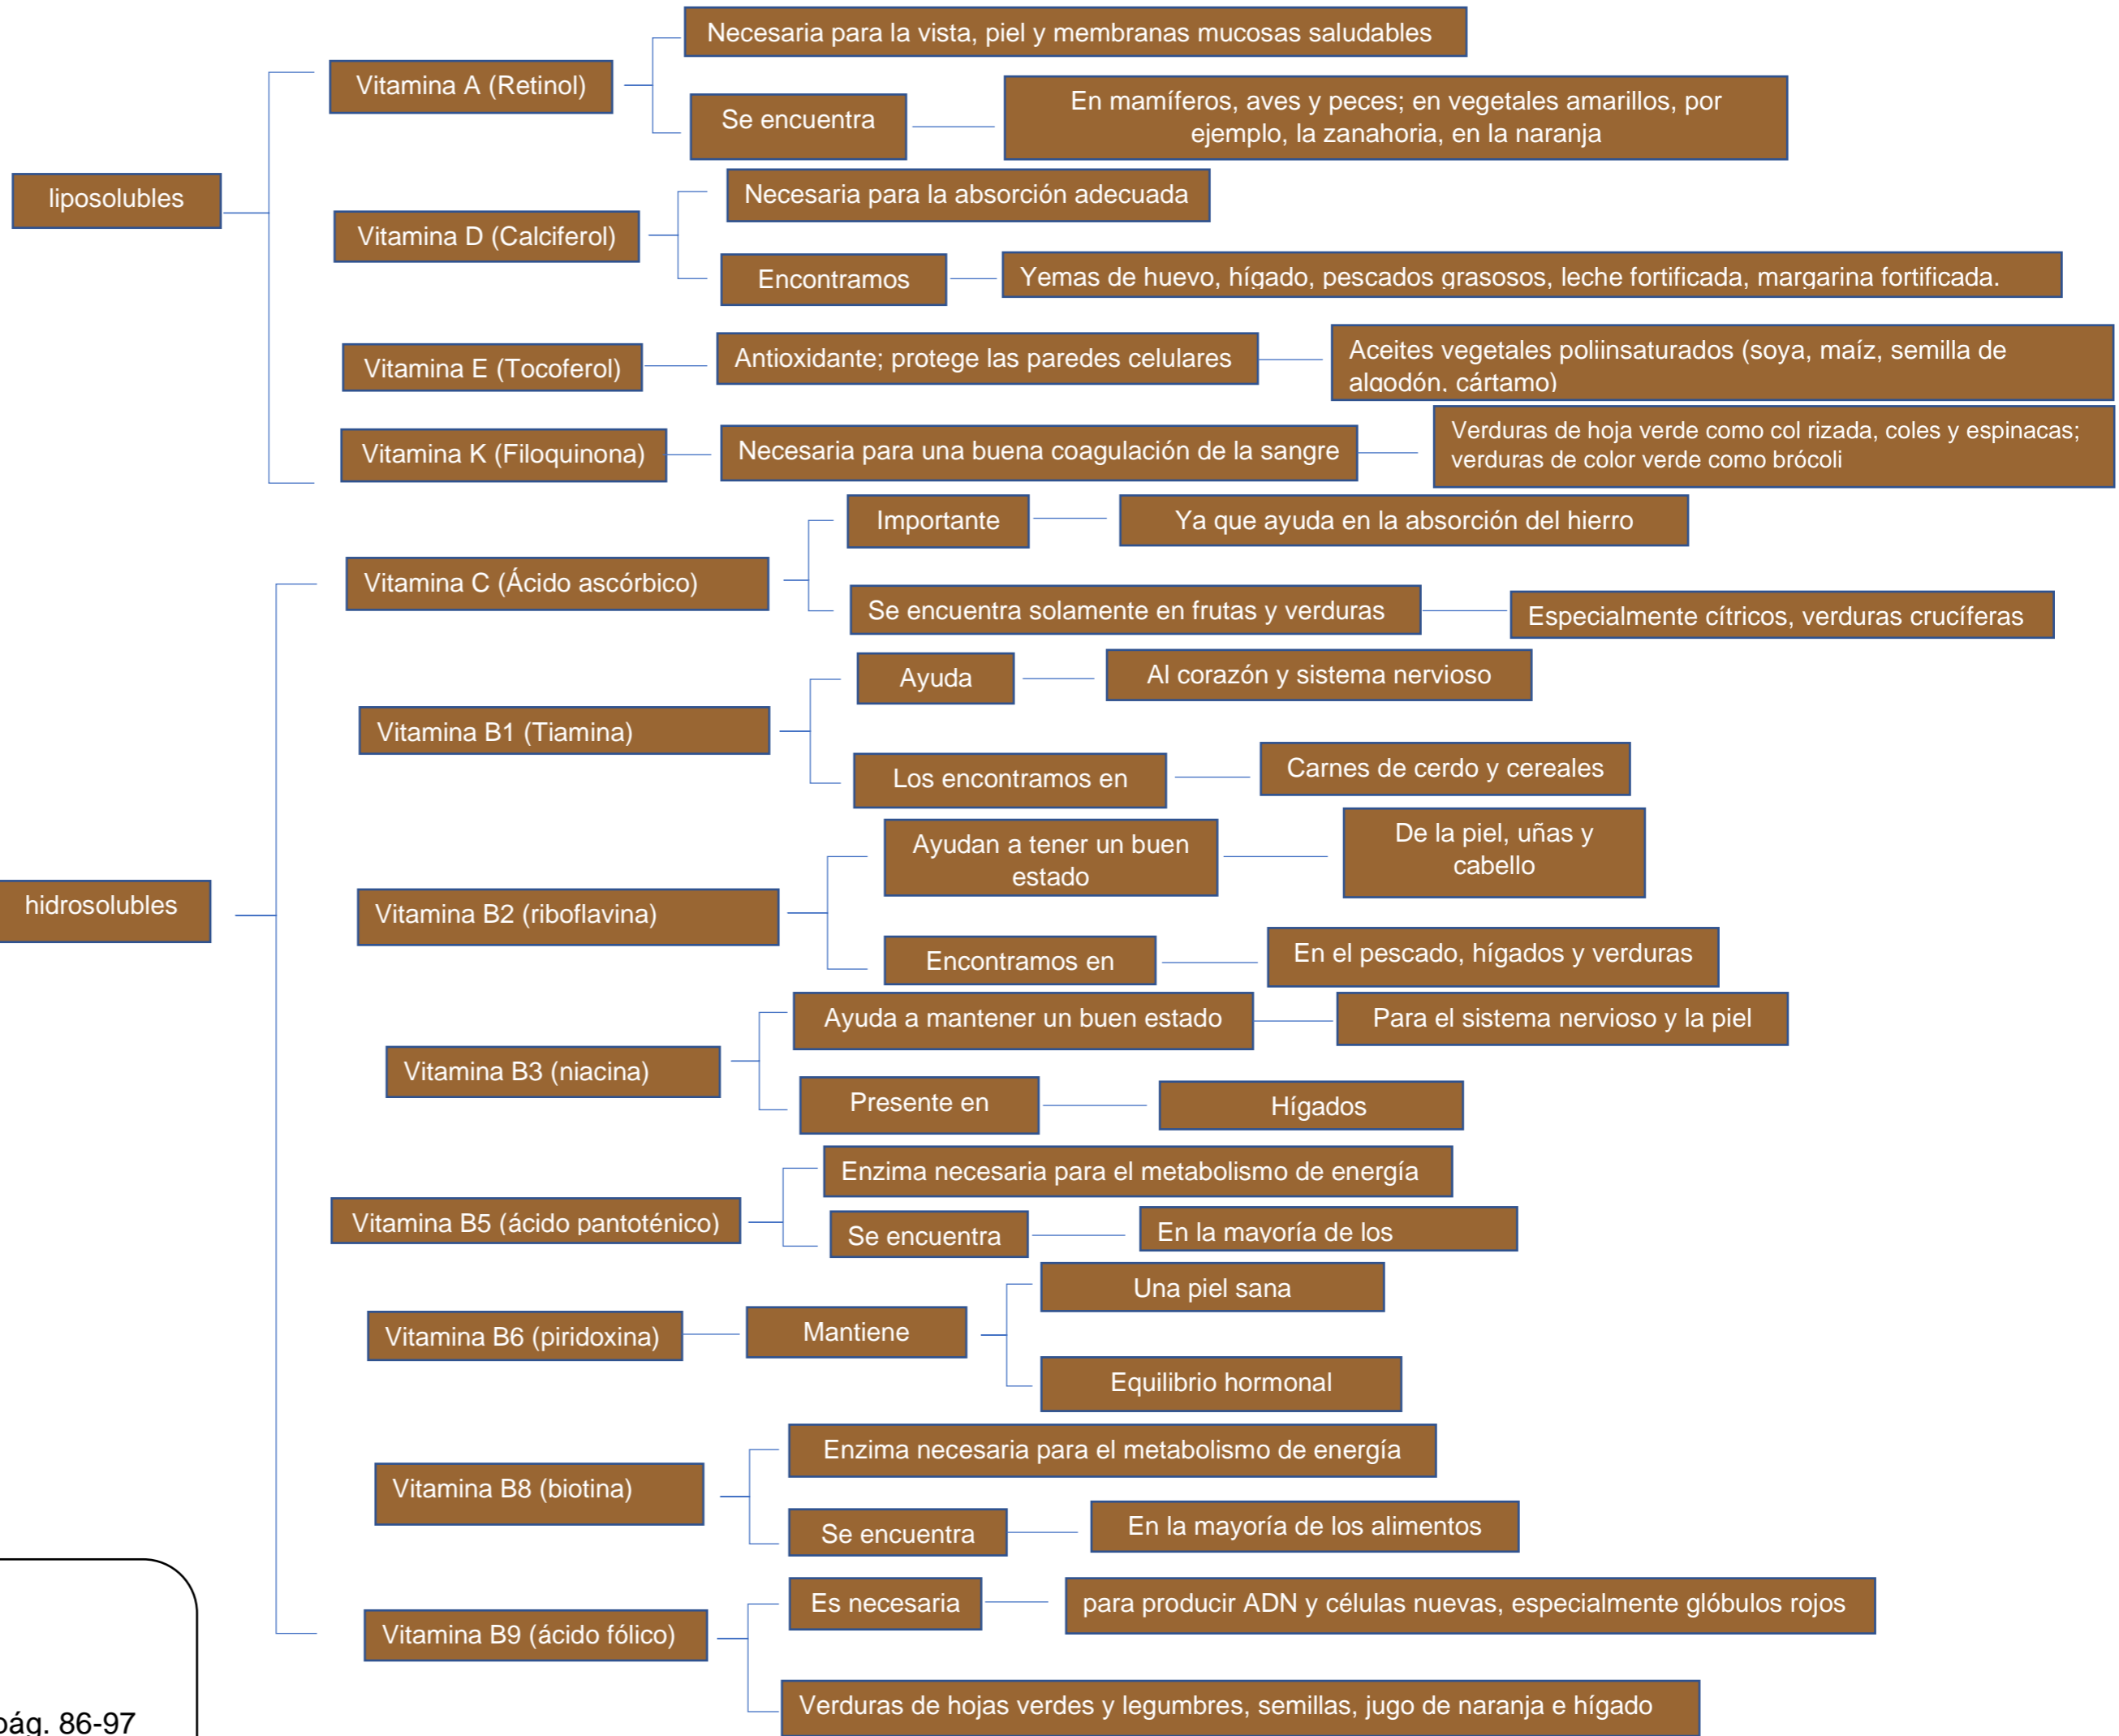 Necesaria para la vista, piel y membranas mucosas saludables
Vitamina A (Retinol)
Se encuentra
En mamíferos, aves y peces; en vegetales amarillos, por
ejemplo, la zanahoria, en la naranja
liposolubles
Necesaria para la absorción adecuada
Vitamina D (Calciferol)
Encontramos
Yemas de huevo, hígado, pescados grasosos, leche fortificada, margarina fortificada.
Vitamina E (Tocoferol)
Antioxidante; protege las paredes celulares
Aceites vegetales poliinsaturados (soya, maíz, semilla de
algodón, cártamo)
Vitamina K (Filoquinona)
Necesaria para una buena coagulación de la sangre
Verduras de hoja verde como col rizada, coles y espinacas;
verduras de color verde como brócoli
Importante
Ya que ayuda en la absorción del hierro
Vitamina C (Ácido ascórbico)
Se encuentra solamente en frutas y verduras
Especialmente cítricos, verduras crucíferas
Ayuda
Al corazón y sistema nervioso
Vitamina B1 (Tiamina)
Los encontramos en
Carnes de cerdo y cereales
hidrosolubles
Ayudan a tener un buen
estado
De la piel, uñas y
cabello
Vitamina B2 (riboflavina)
Encontramos en
En el pescado, hígados y verduras
Ayuda a mantener un buen estado
Para el sistema nervioso y la piel
Vitamina B3 (niacina)
Presente en
Hígados
Enzima necesaria para el metabolismo de energía
Vitamina B5 (ácido pantoténico)
Se encuentra
En la mayoría de los
Una piel sana
Vitamina B6 (piridoxina)
Mantiene
Equilibrio hormonal
Enzima necesaria para el metabolismo de energía
Vitamina B8 (biotina)
Se encuentra
En la mayoría de los alimentos
Es necesaria
para producir ADN y células nuevas, especialmente glóbulos rojos
Vitamina B9 (ácido fólico)
Verduras de hojas verdes y legumbres, semillas, jugo de naranja e hígado
pág. 86-97